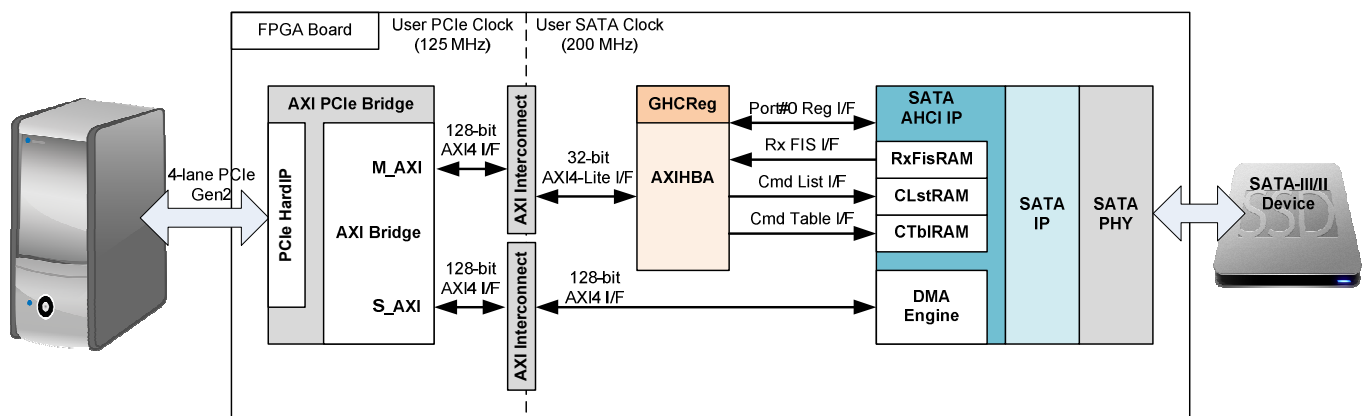 FPGA Board
User PCIe Clock
(125 MHz)
User SATA Clock
(200 MHz)
4-lane PCIe
Gen2
AXI PCIe Bridge
PCIe HardIP
M_AXI
AXI Bridge
S_AXI
128-bit
AXI4 I/F
128-bit
AXI4 I/F
AXI Interconnect
AXI Interconnect
32-bit
AXI4-Lite I/F
128-bit
AXI4 I/F
GHCReg
AXIHBA
Port#0 Reg I/F
Rx FIS I/F
Cmd List I/F
Cmd Table I/F
SATA
AHCI IP
RxFisRAM
CLstRAM
CTblRAM
DMA
Engine
SATA
IP
SATA
PHY
SATA-III/II
Device
SSD